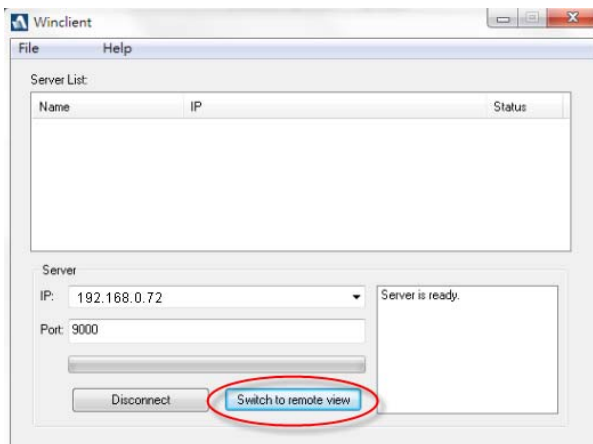 Winclient
File Help
Server List:
Name IP Status
Server
IP: 192.168.0.72
Server is ready.
Port: 9000
Disconnect Switch to remote view